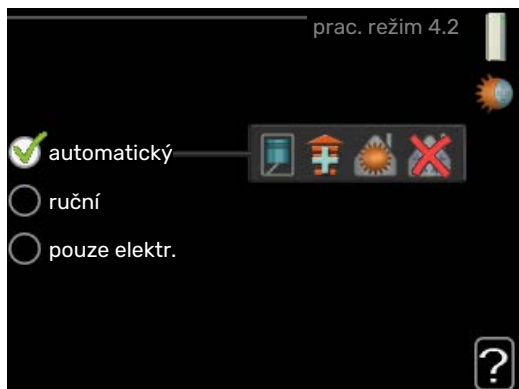 prac. režim 4.2
automatický
ruční
pouze elektr.
?